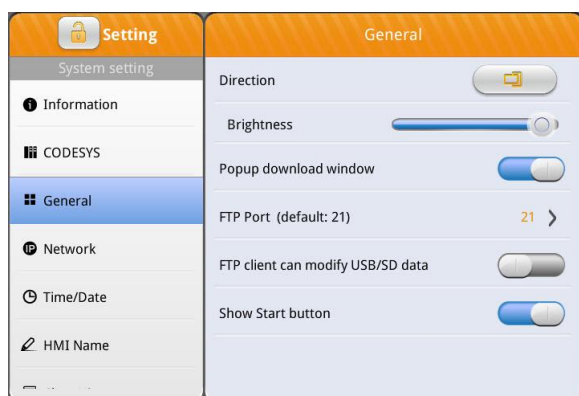 Setting
System setting
Information
CODESYS
General
Network
Time/Date
HMI Name
General
Direction
Brightness
Popup download window
FTP Port (default: 21) 21
FTP client can modify USB/SD data
Show Start button